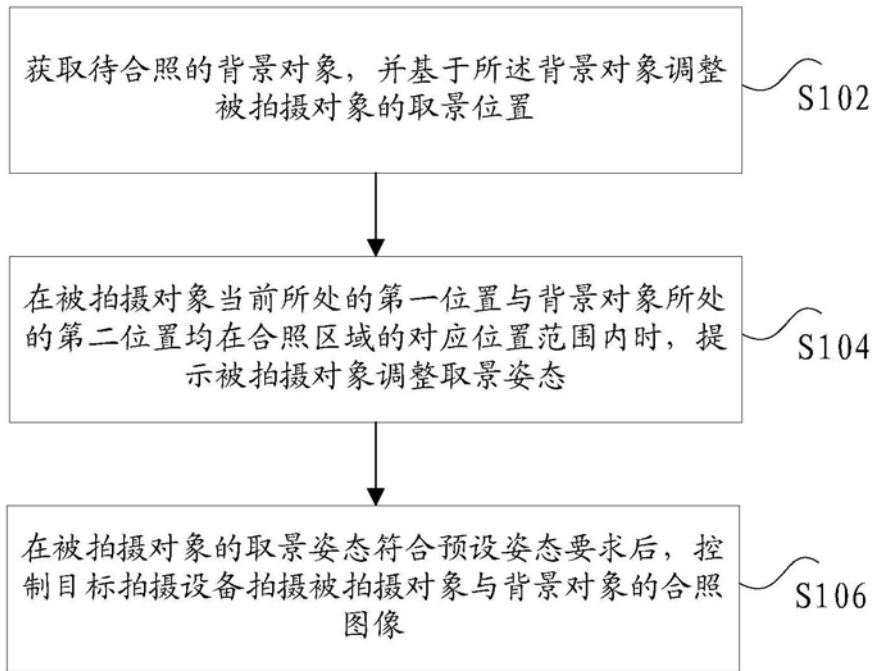 获取待合照的背景对象，并基于所述背景对象调整
被拍摄对象的取景位置
S102
在被拍摄对象当前所处的第一位置与背景对象所处
的第二位置均在合照区域的对应位置范围内时，提
示被拍摄对象调整取景姿态
S104
在被拍摄对象的取景姿态符合预设姿态要求后，控
制目标拍摄设备拍摄被拍摄对象与背景对象的合照
图像
S106